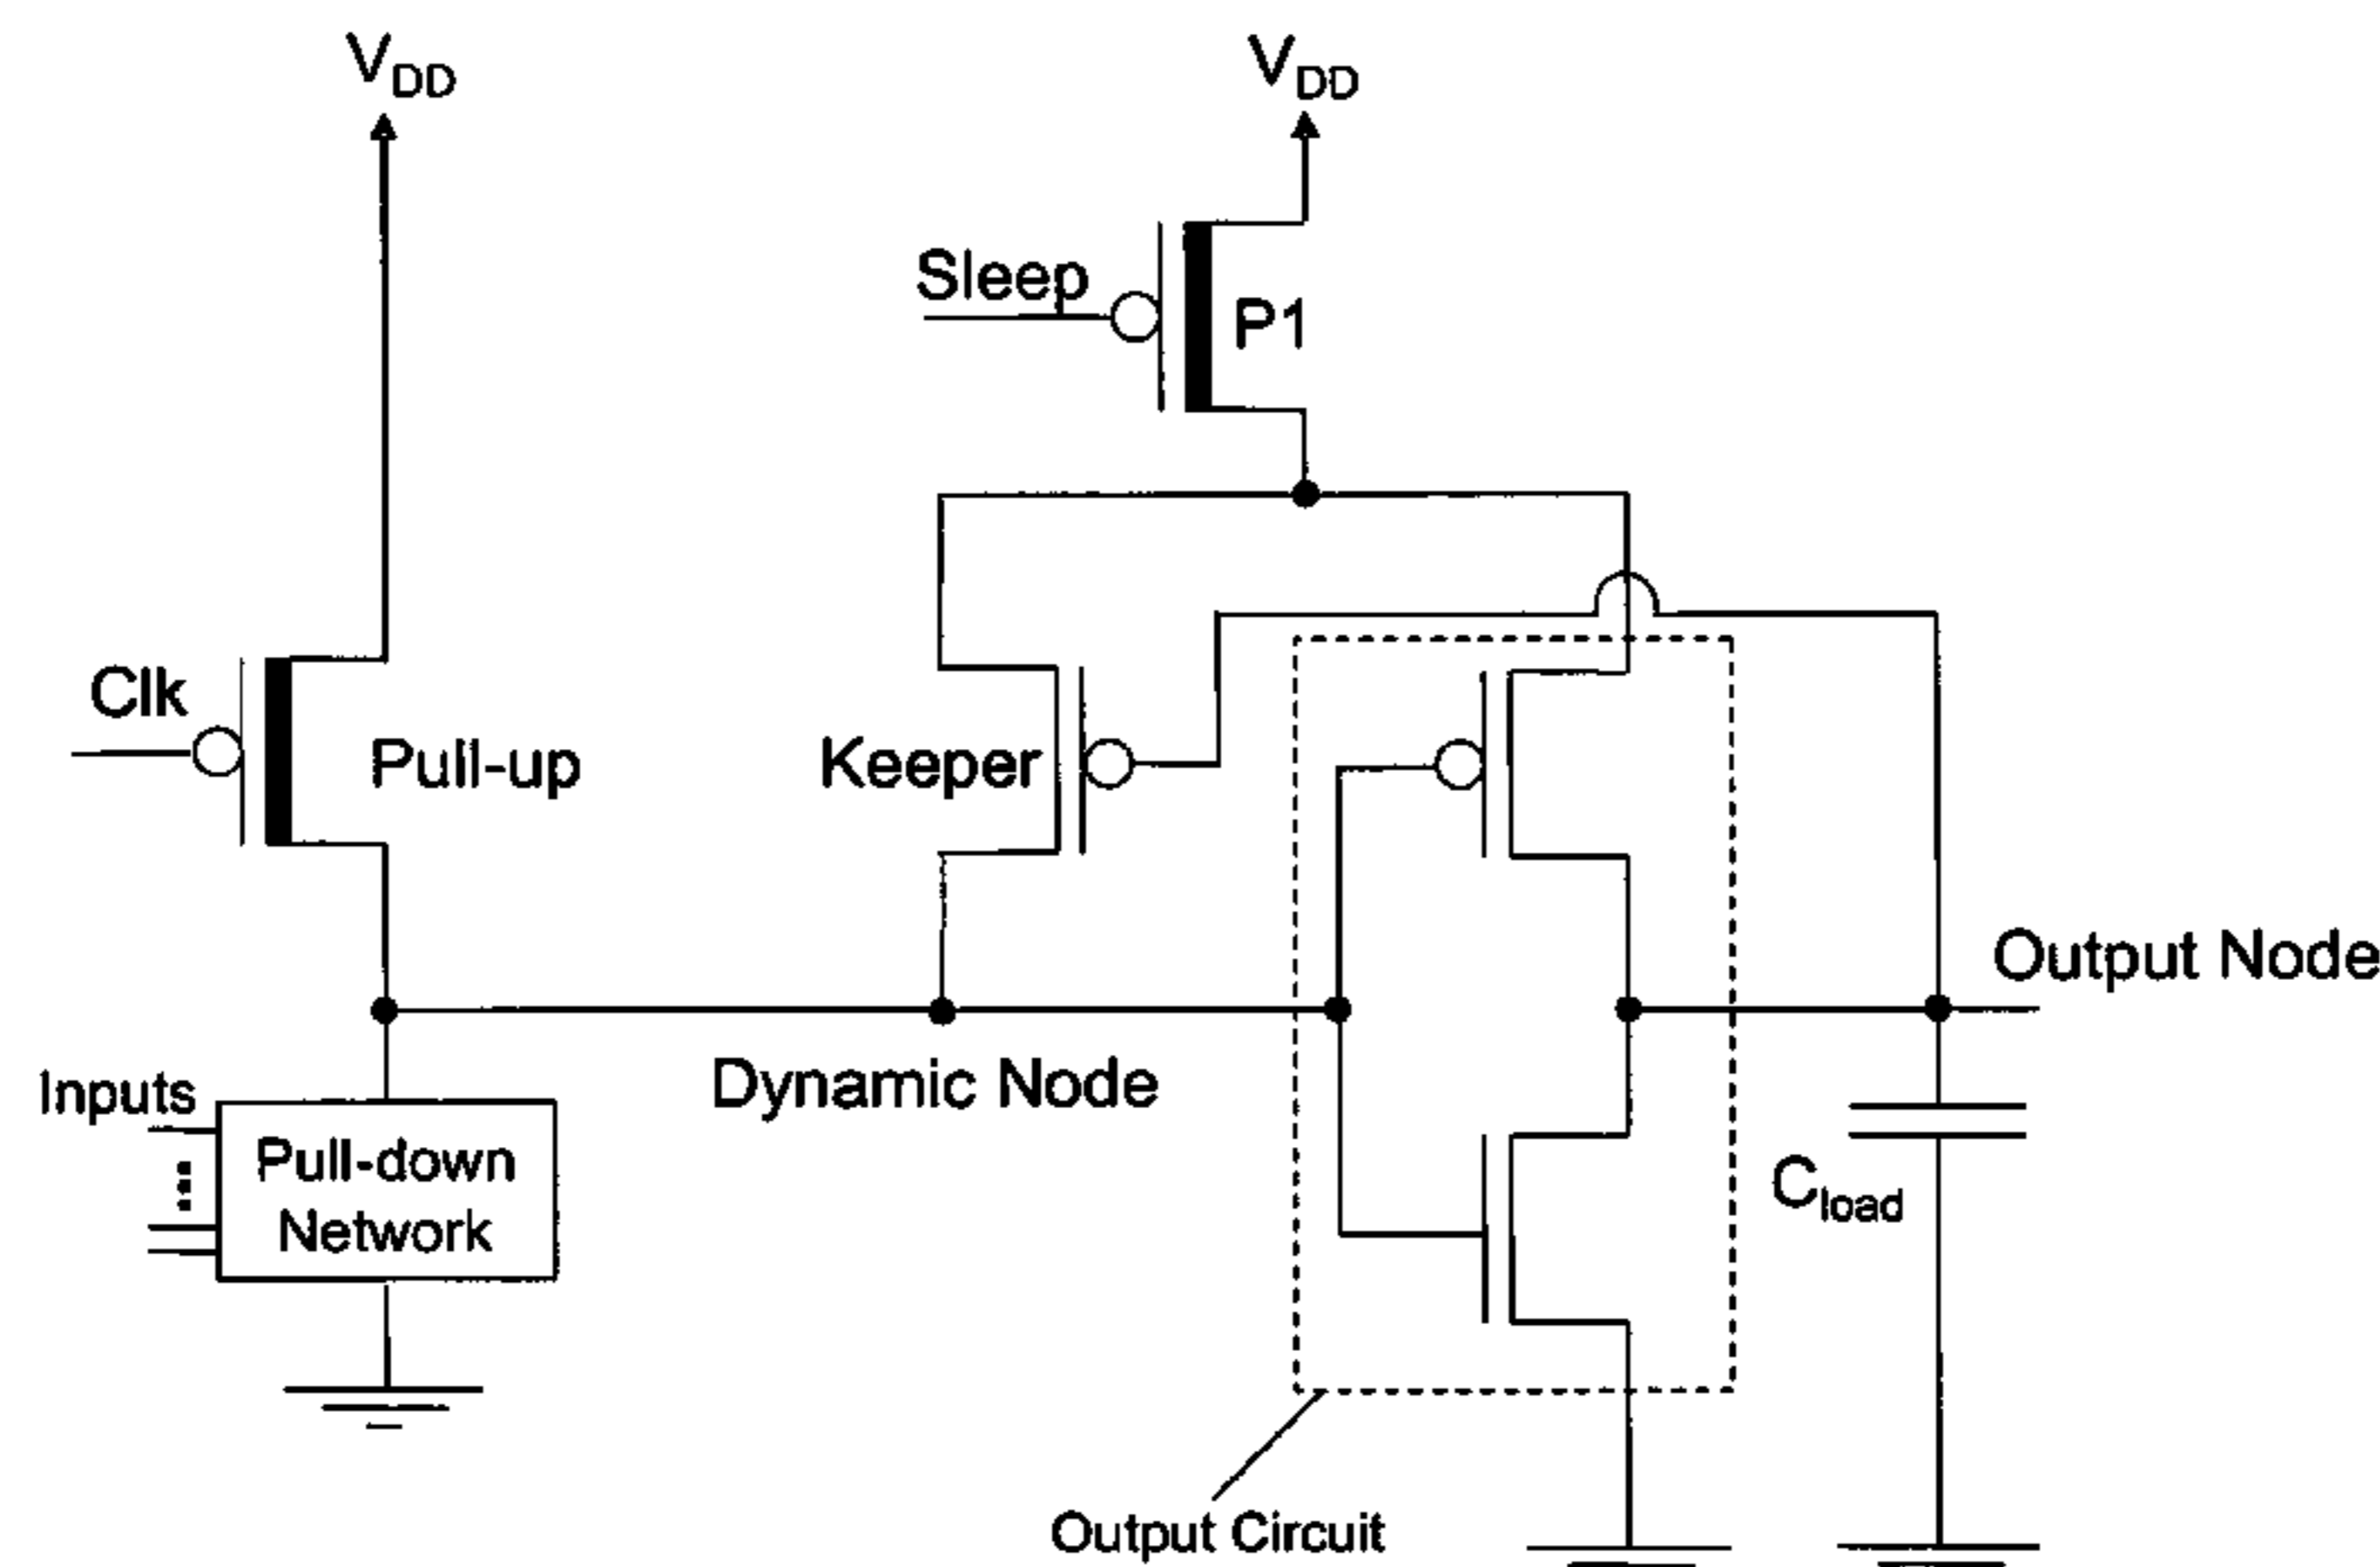 VDD
VDD
Sleep
P1
Clk
Pull-up
Keeper
Output Node
Dynamic Node
Inputs
Pull-down
Network
Cload
Output Circuit